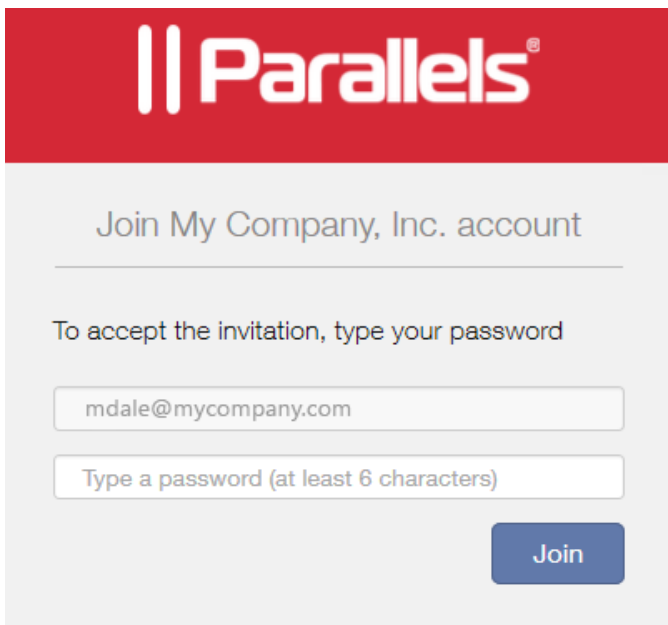 || Parallels®
Join My Company, Inc. account
To accept the invitation, type your password
mdale@mycompany.com
Type a password (at least 6 characters)
Join